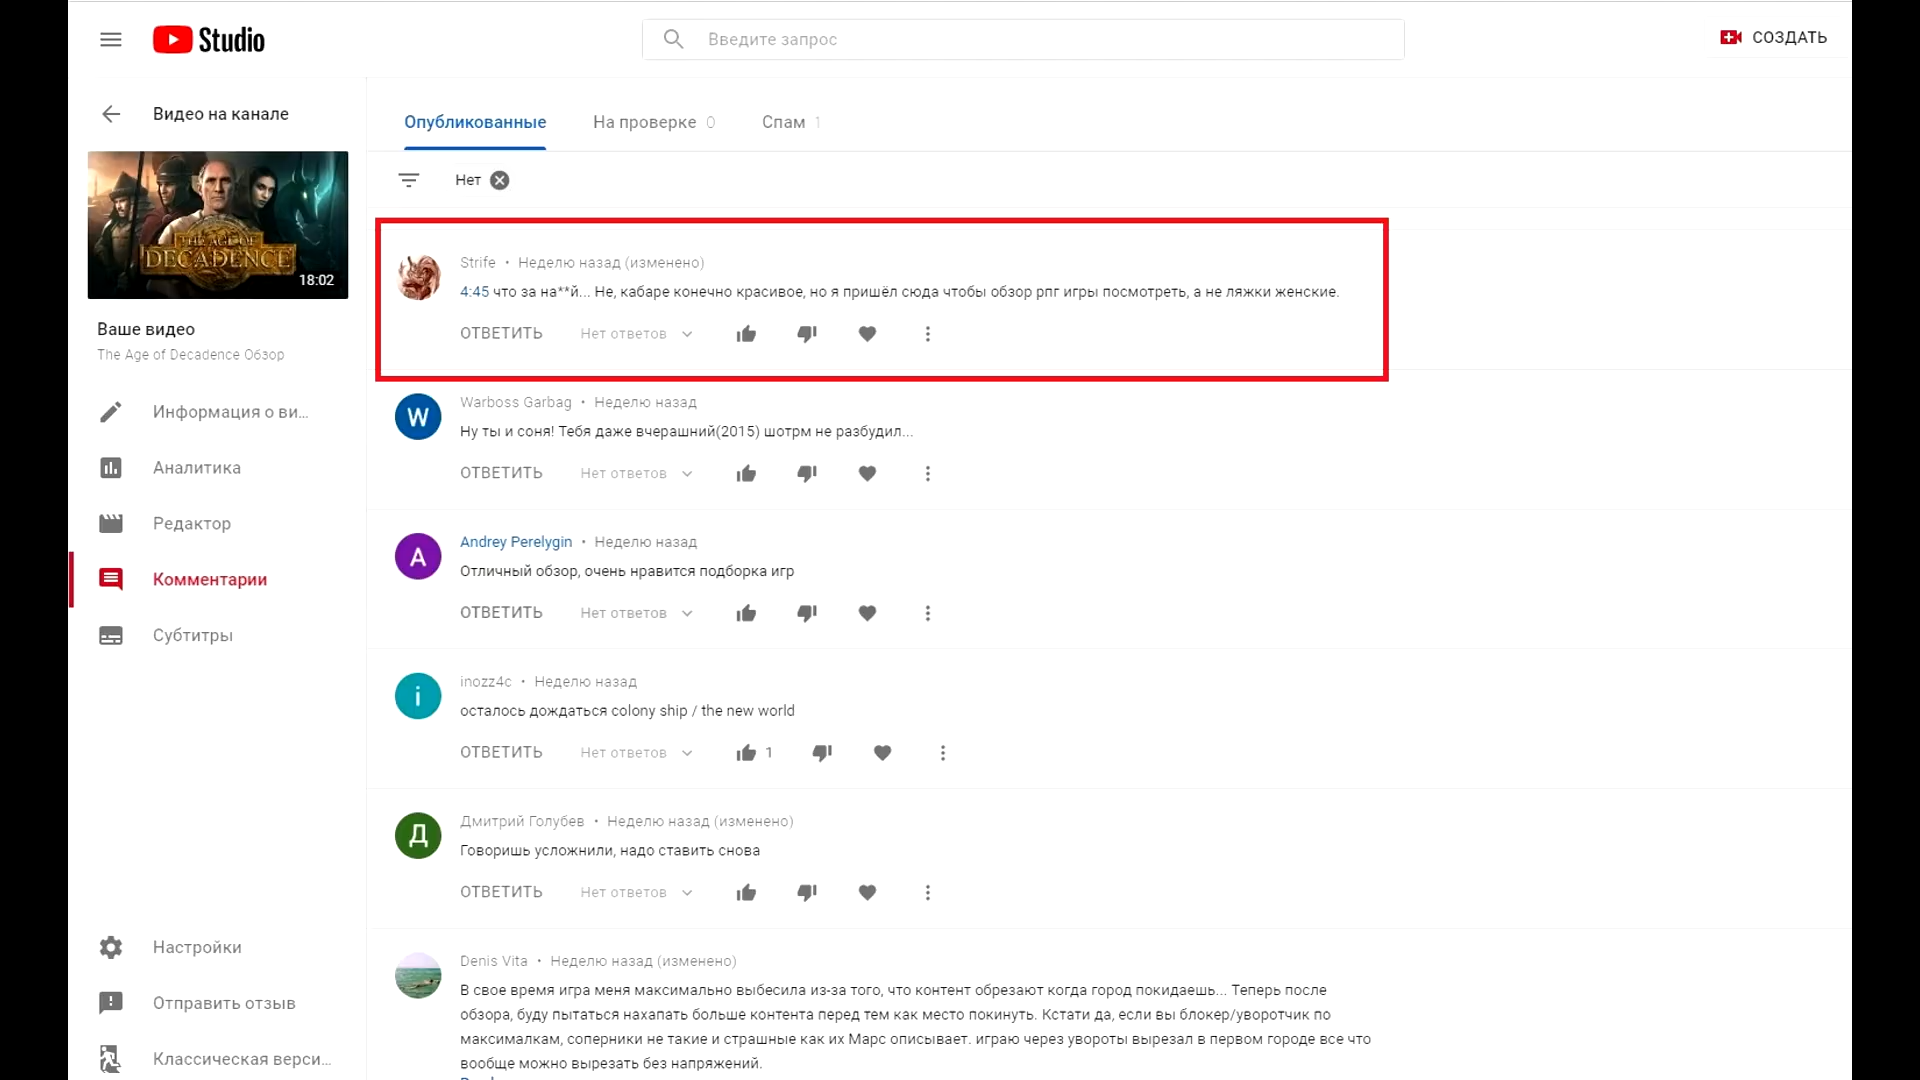 Studio
Введите запрос
СОЗДАТЬ
Видео на канале
THE AGE OF
DECADENCE
18:02
Ваше видео
The Age of Decadence Обзор
Информация о ви...
Аналитика
Редактор
Комментарии
Субтитры
Настройки
Отправить отзыв
Классическая верси...
Опубликованные На проверке 0 Спам 1
Нет
Strife • Неделю назад (изменено)
4:45 что за на**й... Не, кабаре конечно красивое, но я пришёл сюда чтобы обзор рпг игры посмотреть, а не ляжки женские.
ОТВЕТИТЬ Нет ответов
W
Warboss Garbag • Неделю назад
Ну ты и соня! Тебя даже вчерашний(2015) шотрм не разбудил...
ОТВЕТИТЬ Нет ответов
A
Andrey Perelygin • Неделю назад
Отличный обзор, очень нравится подборка игр
ОТВЕТИТЬ Нет ответов
i
inozz4c • Неделю назад
осталось дождаться colony ship / the new world
ОТВЕТИТЬ Нет ответов 1
Д
Дмитрий Голубев • Неделю назад (изменено)
Говоришь усложнили, надо ставить снова
ОТВЕТИТЬ Нет ответов
Denis Vita • Неделю назад (изменено)
В свое время игра меня максимально выбесила из-за того, что контент обрезают когда город покидаешь... Теперь после
обзора, буду пытаться нахапать больше контента перед тем как место покинуть. Кстати да, если вы блокер/уворотчик по
максималкам, соперники не такие и страшные как их Марс описывает. играю через увороты вырезал в первом городе все что
вообще можно вырезать без напряжений.